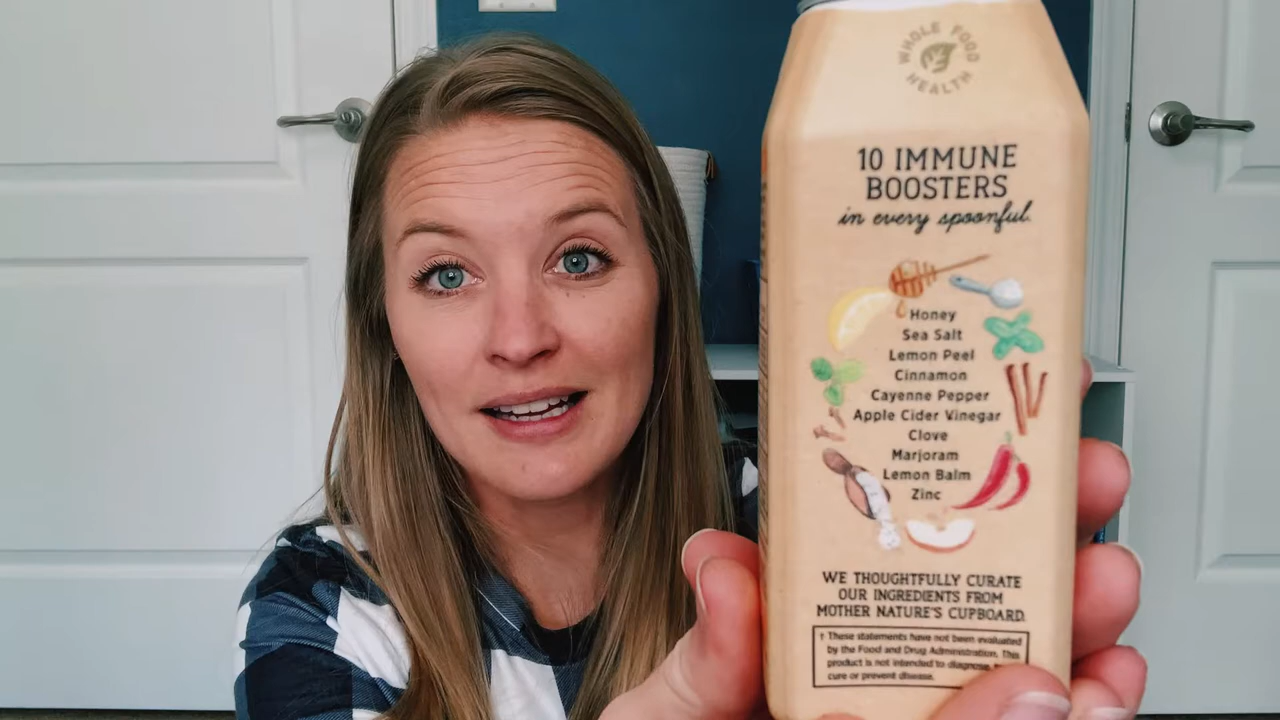 WHOLE FOOD
HEALTH
10 IMMUNE
BOOSTERS
in every spoonful.
Honey
Sea Salt
Lemon Peel
Cinnamon
Cayenne Pepper
Apple Cider Vinegar
Clove
Marjoram
Lemon Balm
Zinc
WE THOUGHTFULLY CURATE
OUR INGREDIENTS FROM
MOTHER NATURE'S CUPBOARD.
† These statements have not been evaluated
by the Food and Drug Administration. This
product is not intended to diagnose,
cure or prevent disease.